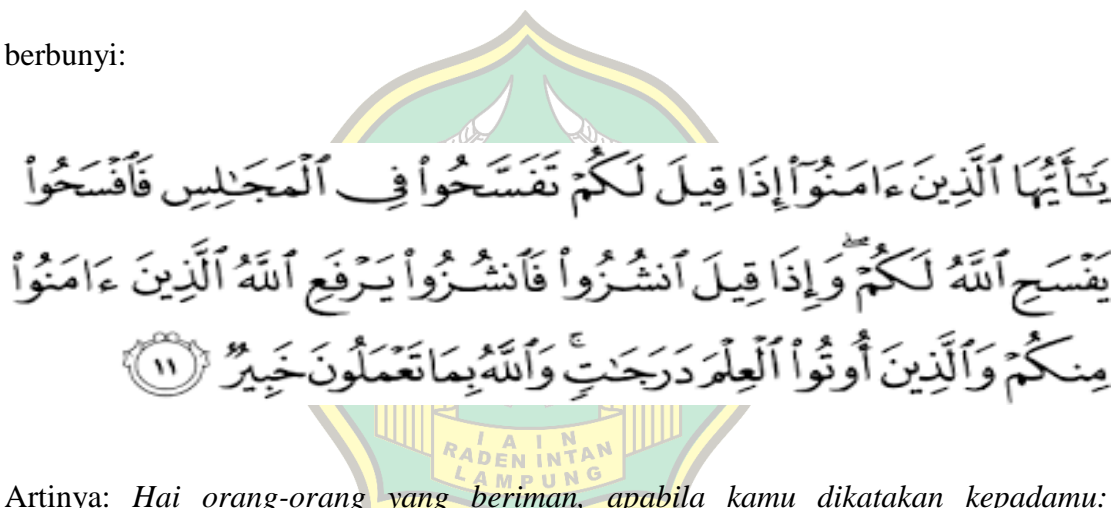 berbunyi:
يَٰٓأَيُّهَا ٱلَّذِينَ ءَامَنُوٓا۟ إِذَا قِيلَ لَكُمۡ تَفَسَّحُوا۟ فِي ٱلۡمَجَٰلِسِ فَٱفۡسَحُوا۟
يَفۡسَحِ ٱللَّهُ لَكُمۡۖ وَإِذَا قِيلَ ٱنشُزُوا۟ فَٱنشُزُوا۟ يَرۡفَعِ ٱللَّهُ ٱلَّذِينَ ءَامَنُوا۟
مِنكُمۡ وَٱلَّذِينَ أُوتُوا۟ ٱلۡعِلۡمَ دَرَجَٰتٖۚ وَٱللَّهُ بِمَا تَعۡمَلُونَ خَبِيرٞ ١١
IAIN
RADEN INTAN
LAMPUNG
Artinya: Hai orang-orang yang beriman, apabila kamu dikatakan kepadamu: